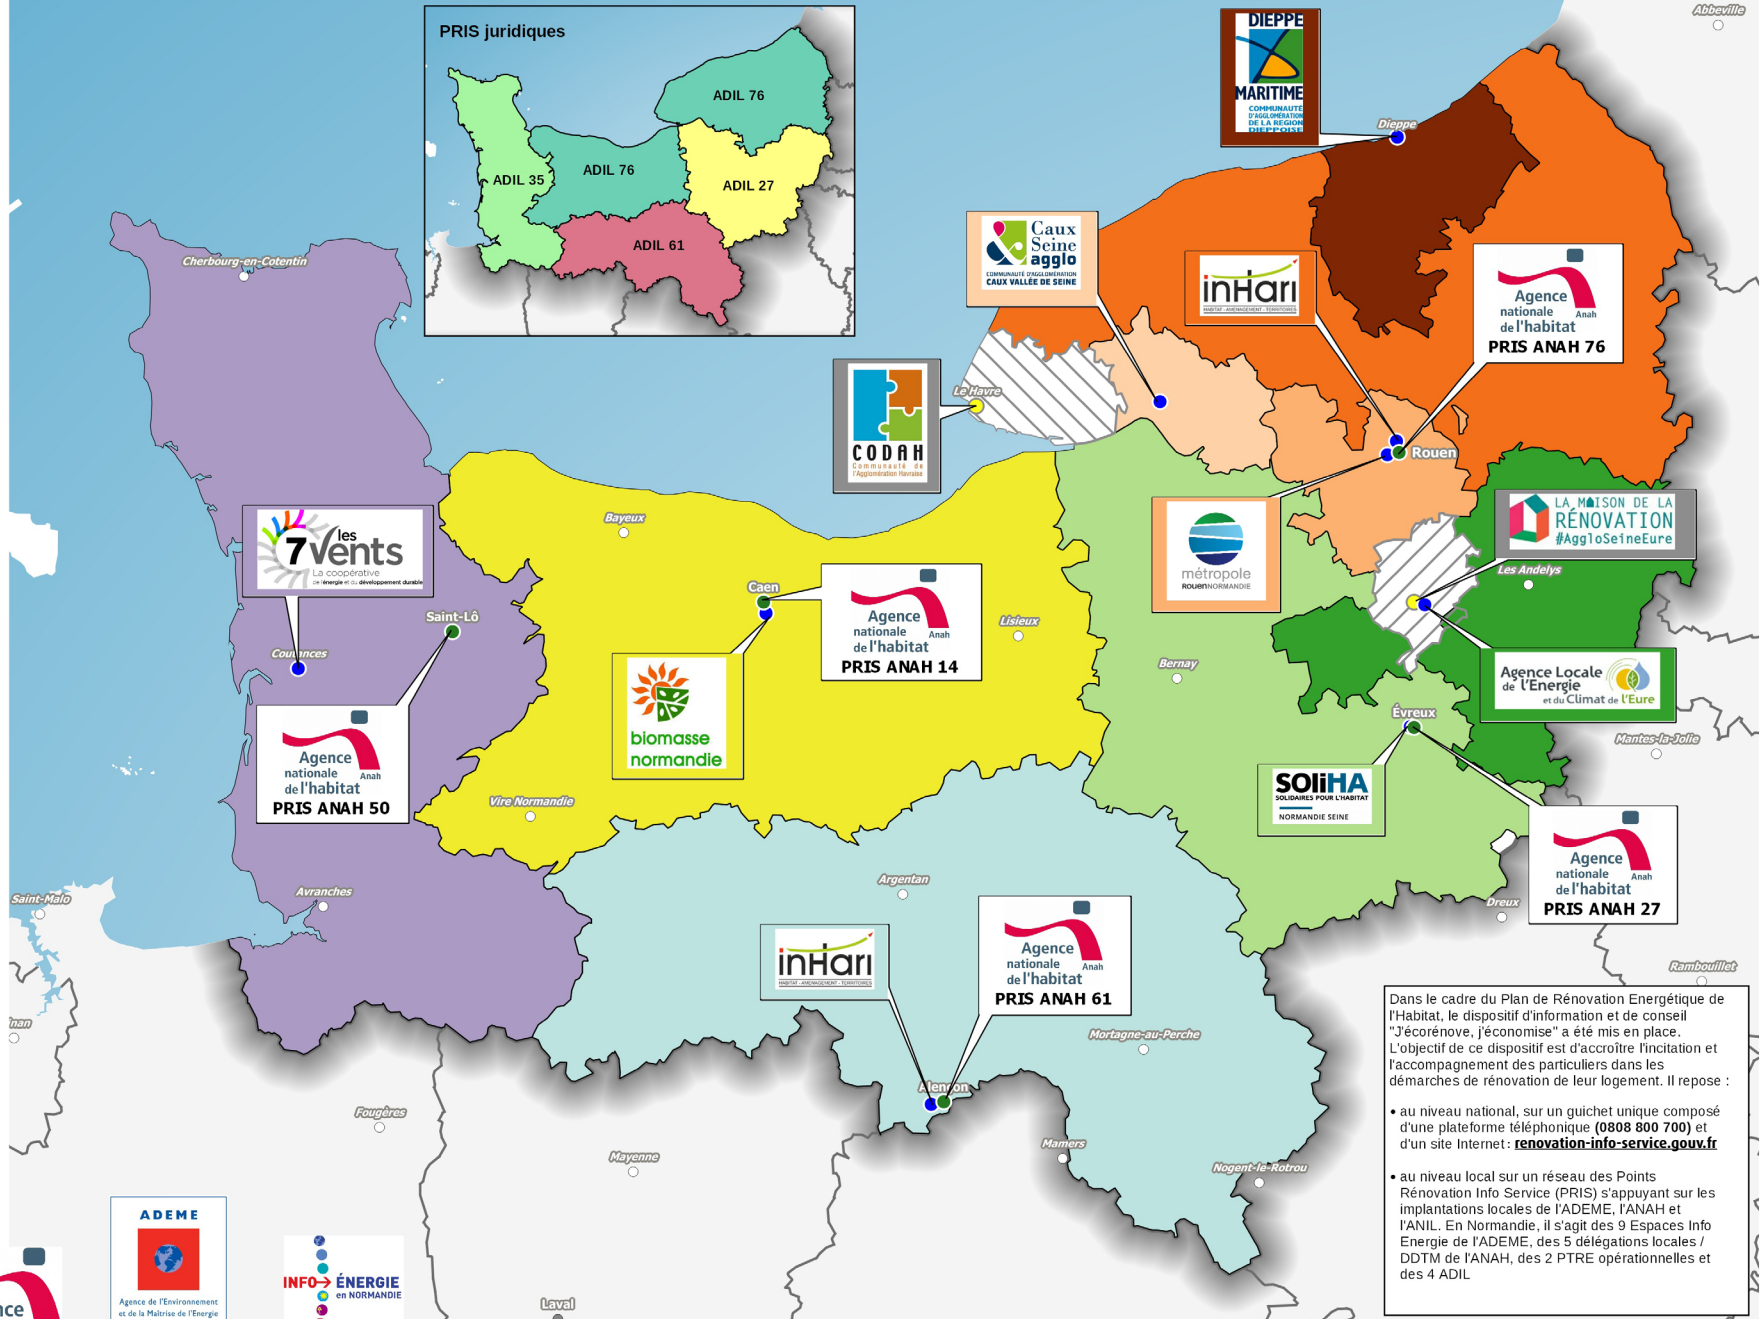 PRIS juridiques
ADIL 76
ADIL 76
ADIL 35
ADIL 27
ADIL 61
DIEPPE
MARITIME
COMMUNAUTÉ
D'AGGLOMÉRATION
DE LA RÉGION
DIEPPOISE
Abbeville
Dieppe
Cherbourg-en-Cotentin
Caux
Seine
agglo
COMMUNAUTÉ D'AGGLOMÉRATION
CAUX VALLÉE DE SEINE
inHari
HABITAT - AMENAGEMENT - TERRITOIRES
Agence
nationale
de l'habitat
Anah
PRIS ANAH 76
Le Havre
CODAH
Communauté de
l'Agglomération Havraise
Rouen
LA MAISON DE LA
RÉNOVATION
#AggloSeineEure
Bayeux
les
7vents
La coopérative
de l'énergie et du développement durable
métropole
ROUENNORMANDIE
Les Andelys
Caen
Agence
nationale
de l'habitat
Anah
PRIS ANAH 14
Lisieux
Saint-Lô
Coutances
Bernay
biomasse
normandie
Agence Locale
de l'Energie
et du Climat de l'Eure
Évreux
Agence
nationale
de l'habitat
Anah
PRIS ANAH 50
Mantes-la-Jolie
SOLiHA
SOLIDAIRES POUR L'HABITAT
NORMANDIE SEINE
Vire Normandie
Agence
nationale
de l'habitat
Anah
PRIS ANAH 27
Argentan
Avranches
Saint-Malo
Dreux
inHari
HABITAT - AMENAGEMENT - TERRITOIRES
Agence
nationale
de l'habitat
Anah
PRIS ANAH 61
Rambouillet
nan
Mortagne-au-Perche
Alençon
Fougères
Mayenne
Mamers
Nogent-le-Rotrou
Laval
Dans le cadre du Plan de Rénovation Energétique de
l'Habitat, le dispositif d'information et de conseil
"J'écorénove, j'économise" a été mis en place.
L'objectif de ce dispositif est d'accroître l'incitation et
l'accompagnement des particuliers dans les
démarches de rénovation de leur logement. Il repose :
• au niveau national, sur un guichet unique composé
d'une plateforme téléphonique (0808 800 700) et
d'un site Internet : renovation-info-service.gouv.fr
• au niveau local sur un réseau des Points
Rénovation Info Service (PRIS) s'appuyant sur les
implantations locales de l'ADEME, l'ANAH et
l'ANIL. En Normandie, il s'agit des 9 Espaces Info
Energie de l'ADEME, des 5 délégations locales /
DDTM de l'ANAH, des 2 PTRE opérationnelles et
des 4 ADIL
ADEME
Agence de l'Environnement
et de la Maîtrise de l'Energie
INFO→ ÉNERGIE
en NORMANDIE
nce